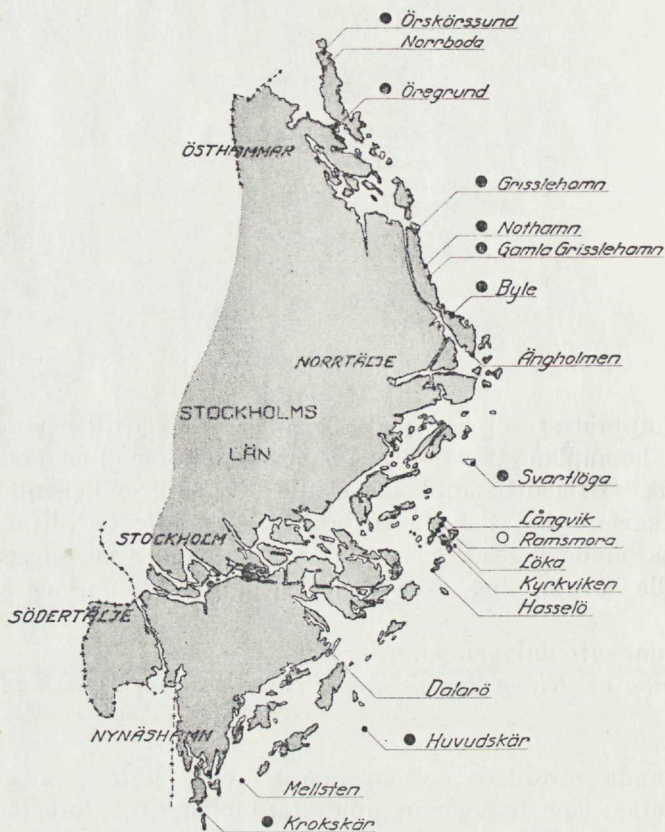 Örskärssund
Norrboda
Öregrund
ÖSTHAMMAR
Grisslehamn
Nothamn
Gamla Grisslehamn
Byle
NORRTÄLJE
Ängholmen
STOCKHOLMS
LÄN
Svartlöga
Långvik
STOCKHOLM
Ramsmora
Löka
Kyrkviken
Hasselö
SÖDERTÄLJE
Dalarö
NYNÄSHAMN
Huvudskär
Mellsten
Krokskär